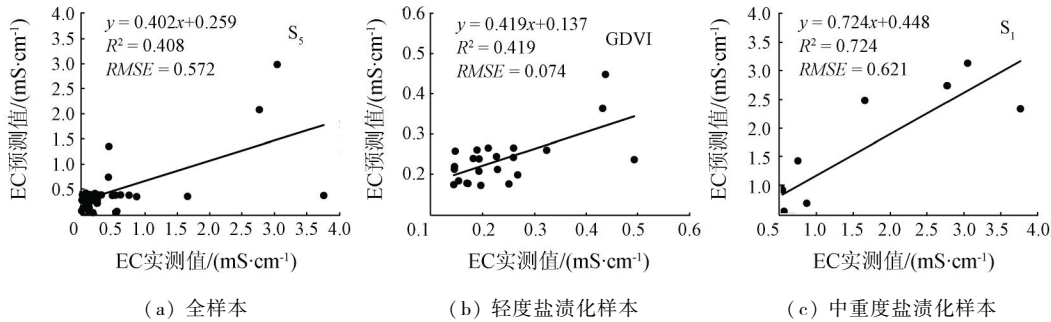 y = 0.402x+0.259
R² = 0.408
RMSE = 0.572
S₅
EC预测值/(mS·cm⁻¹)
4.0
3.5
3.0
2.5
2.0
1.5
1.0
0.5
0 0.5 1.0 1.5 2.0 2.5 3.0 3.5 4.0
EC实测值/(mS·cm⁻¹)
(a) 全样本
y = 0.419x+0.137
R² = 0.419
RMSE = 0.074
GDVI
EC预测值/(mS·cm⁻¹)
0.6
0.4
0.3
0.2
0.1 0.2 0.3 0.4 0.5 0.6
EC实测值/(mS·cm⁻¹)
(b) 轻度盐渍化样本
y = 0.724x+0.448
R² = 0.724
RMSE = 0.621
S₁
EC预测值/(mS·cm⁻¹)
4.0
3.5
3.0
2.5
2.0
1.5
1.0
0.5 1.0 1.5 2.0 2.5 3.0 3.5 4.0
EC实测值/(mS·cm⁻¹)
(c) 中重度盐渍化样本